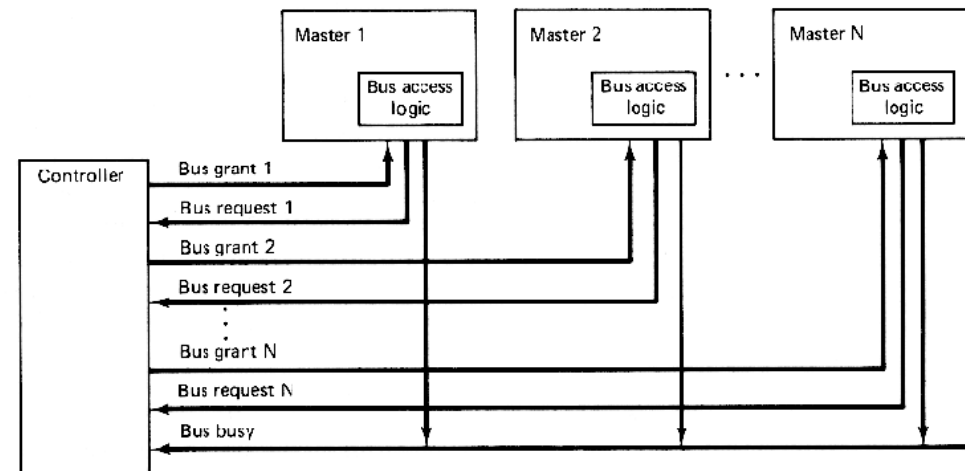 Master 1
Master 2
Master N
Bus access
logic
Bus access
logic
. . .
Bus access
logic
Controller
Bus grant 1
Bus request 1
Bus grant 2
Bus request 2
Bus grant N
Bus request N
Bus busy